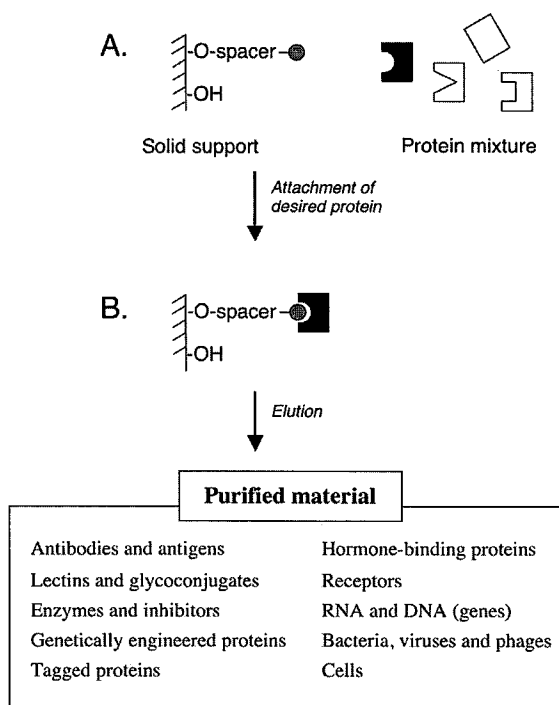 A.
-O-spacer
-OH
Solid support
Protein mixture
Attachment of
desired protein
B.
-O-spacer
-OH
Elution
Purified material
Antibodies and antigens
Lectins and glycoconjugates
Enzymes and inhibitors
Genetically engineered proteins
Tagged proteins
Hormone-binding proteins
Receptors
RNA and DNA (genes)
Bacteria, viruses and phages
Cells